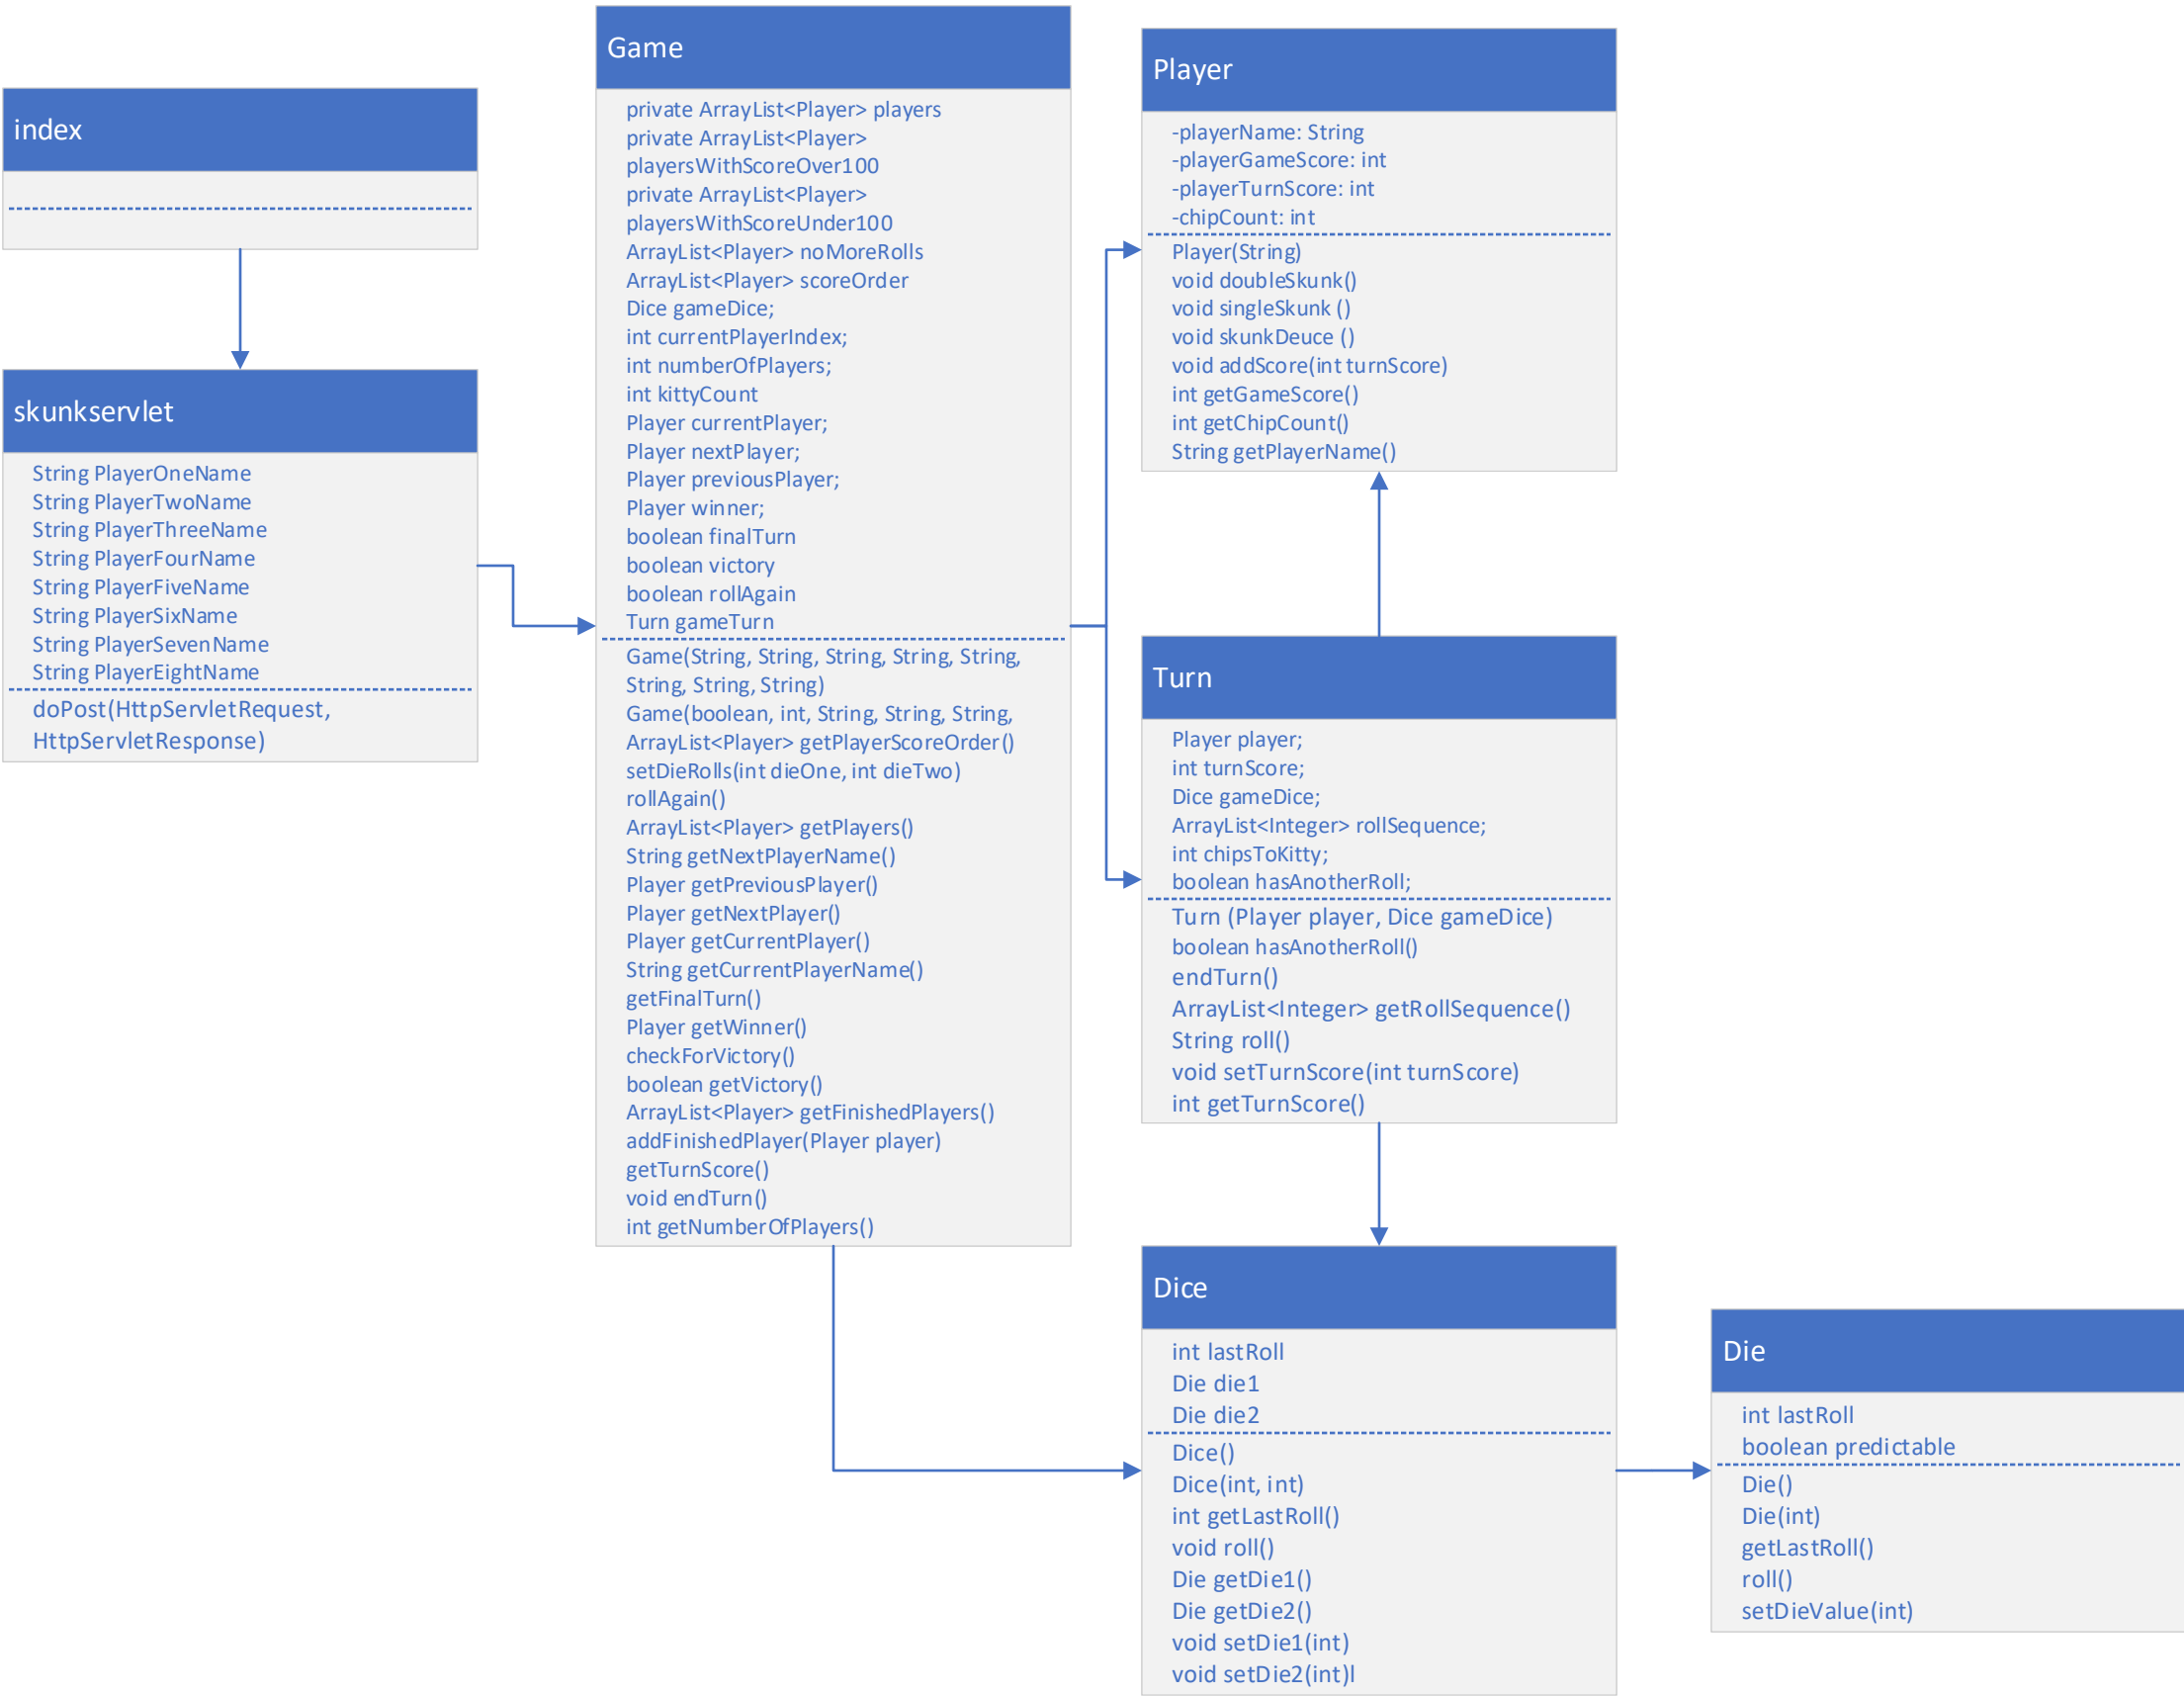 index
skunkservlet
String PlayerOneName
String PlayerTwoName
String PlayerThreeName
String PlayerFourName
String PlayerFiveName
String PlayerSixName
String PlayerSevenName
String PlayerEightName
doPost(HttpServletRequest,
HttpServletResponse)
Game
private ArrayList<Player> players
private ArrayList<Player>
playersWithScoreOver100
private ArrayList<Player>
playersWithScoreUnder100
ArrayList<Player> noMoreRolls
ArrayList<Player> scoreOrder
Dice gameDice;
int currentPlayerIndex;
int numberOfPlayers;
int kittyCount
Player currentPlayer;
Player nextPlayer;
Player previousPlayer;
Player winner;
boolean finalTurn
boolean victory
boolean rollAgain
Turn gameTurn
Game(String, String, String, String, String,
String, String, String)
Game(boolean, int, String, String, String,
ArrayList<Player> getPlayerScoreOrder()
setDieRolls(int dieOne, int dieTwo)
rollAgain()
ArrayList<Player> getPlayers()
String getNextPlayerName()
Player getPreviousPlayer()
Player getNextPlayer()
Player getCurrentPlayer()
String getCurrentPlayerName()
getFinalTurn()
Player getWinner()
checkForVictory()
boolean getVictory()
ArrayList<Player> getFinishedPlayers()
addFinishedPlayer(Player player)
getTurnScore()
void endTurn()
int getNumberOfPlayers()
Player
-playerName: String
-playerGameScore: int
-playerTurnScore: int
-chipCount: int
Player(String)
void doubleSkunk()
void singleSkunk ()
void skunkDeuce ()
void addScore(int turnScore)
int getGameScore()
int getChipCount()
String getPlayerName()
Turn
Player player;
int turnScore;
Dice gameDice;
ArrayList<Integer> rollSequence;
int chipsToKitty;
boolean hasAnotherRoll;
Turn (Player player, Dice gameDice)
boolean hasAnotherRoll()
endTurn()
ArrayList<Integer> getRollSequence()
String roll()
void setTurnScore(int turnScore)
int getTurnScore()
Dice
int lastRoll
Die die1
Die die2
Dice()
Dice(int, int)
int getLastRoll()
void roll()
Die getDie1()
Die getDie2()
void setDie1(int)
void setDie2(int)l
Die
int lastRoll
boolean predictable
Die()
Die(int)
getLastRoll()
roll()
setDieValue(int)